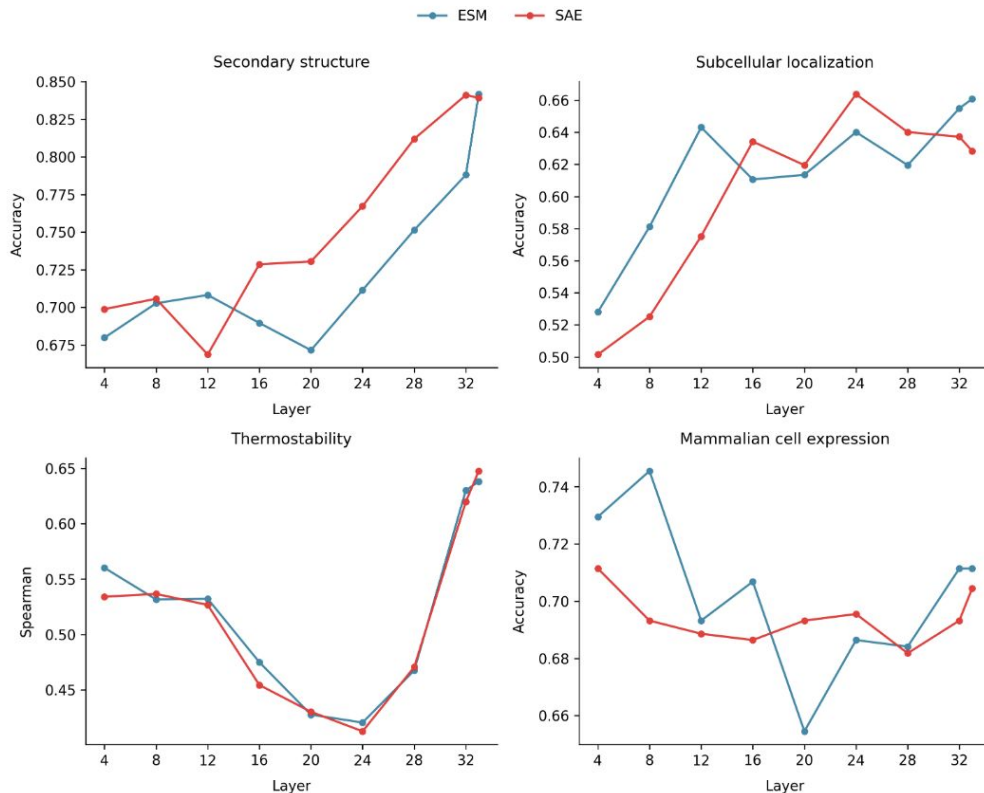 ESM SAE
Secondary structure
0.850
0.825
0.800
0.775
0.750
0.725
0.700
0.675
Accuracy
4 8 12 16 20 24 28 32
Layer
Subcellular localization
0.66
0.64
0.62
0.60
0.58
0.56
0.54
0.52
0.50
Accuracy
4 8 12 16 20 24 28 32
Layer
Thermostability
0.65
0.60
0.55
0.50
0.45
Spearman
4 8 12 16 20 24 28 32
Layer
Mammalian cell expression
0.74
0.72
0.70
0.68
0.66
Accuracy
4 8 12 16 20 24 28 32
Layer